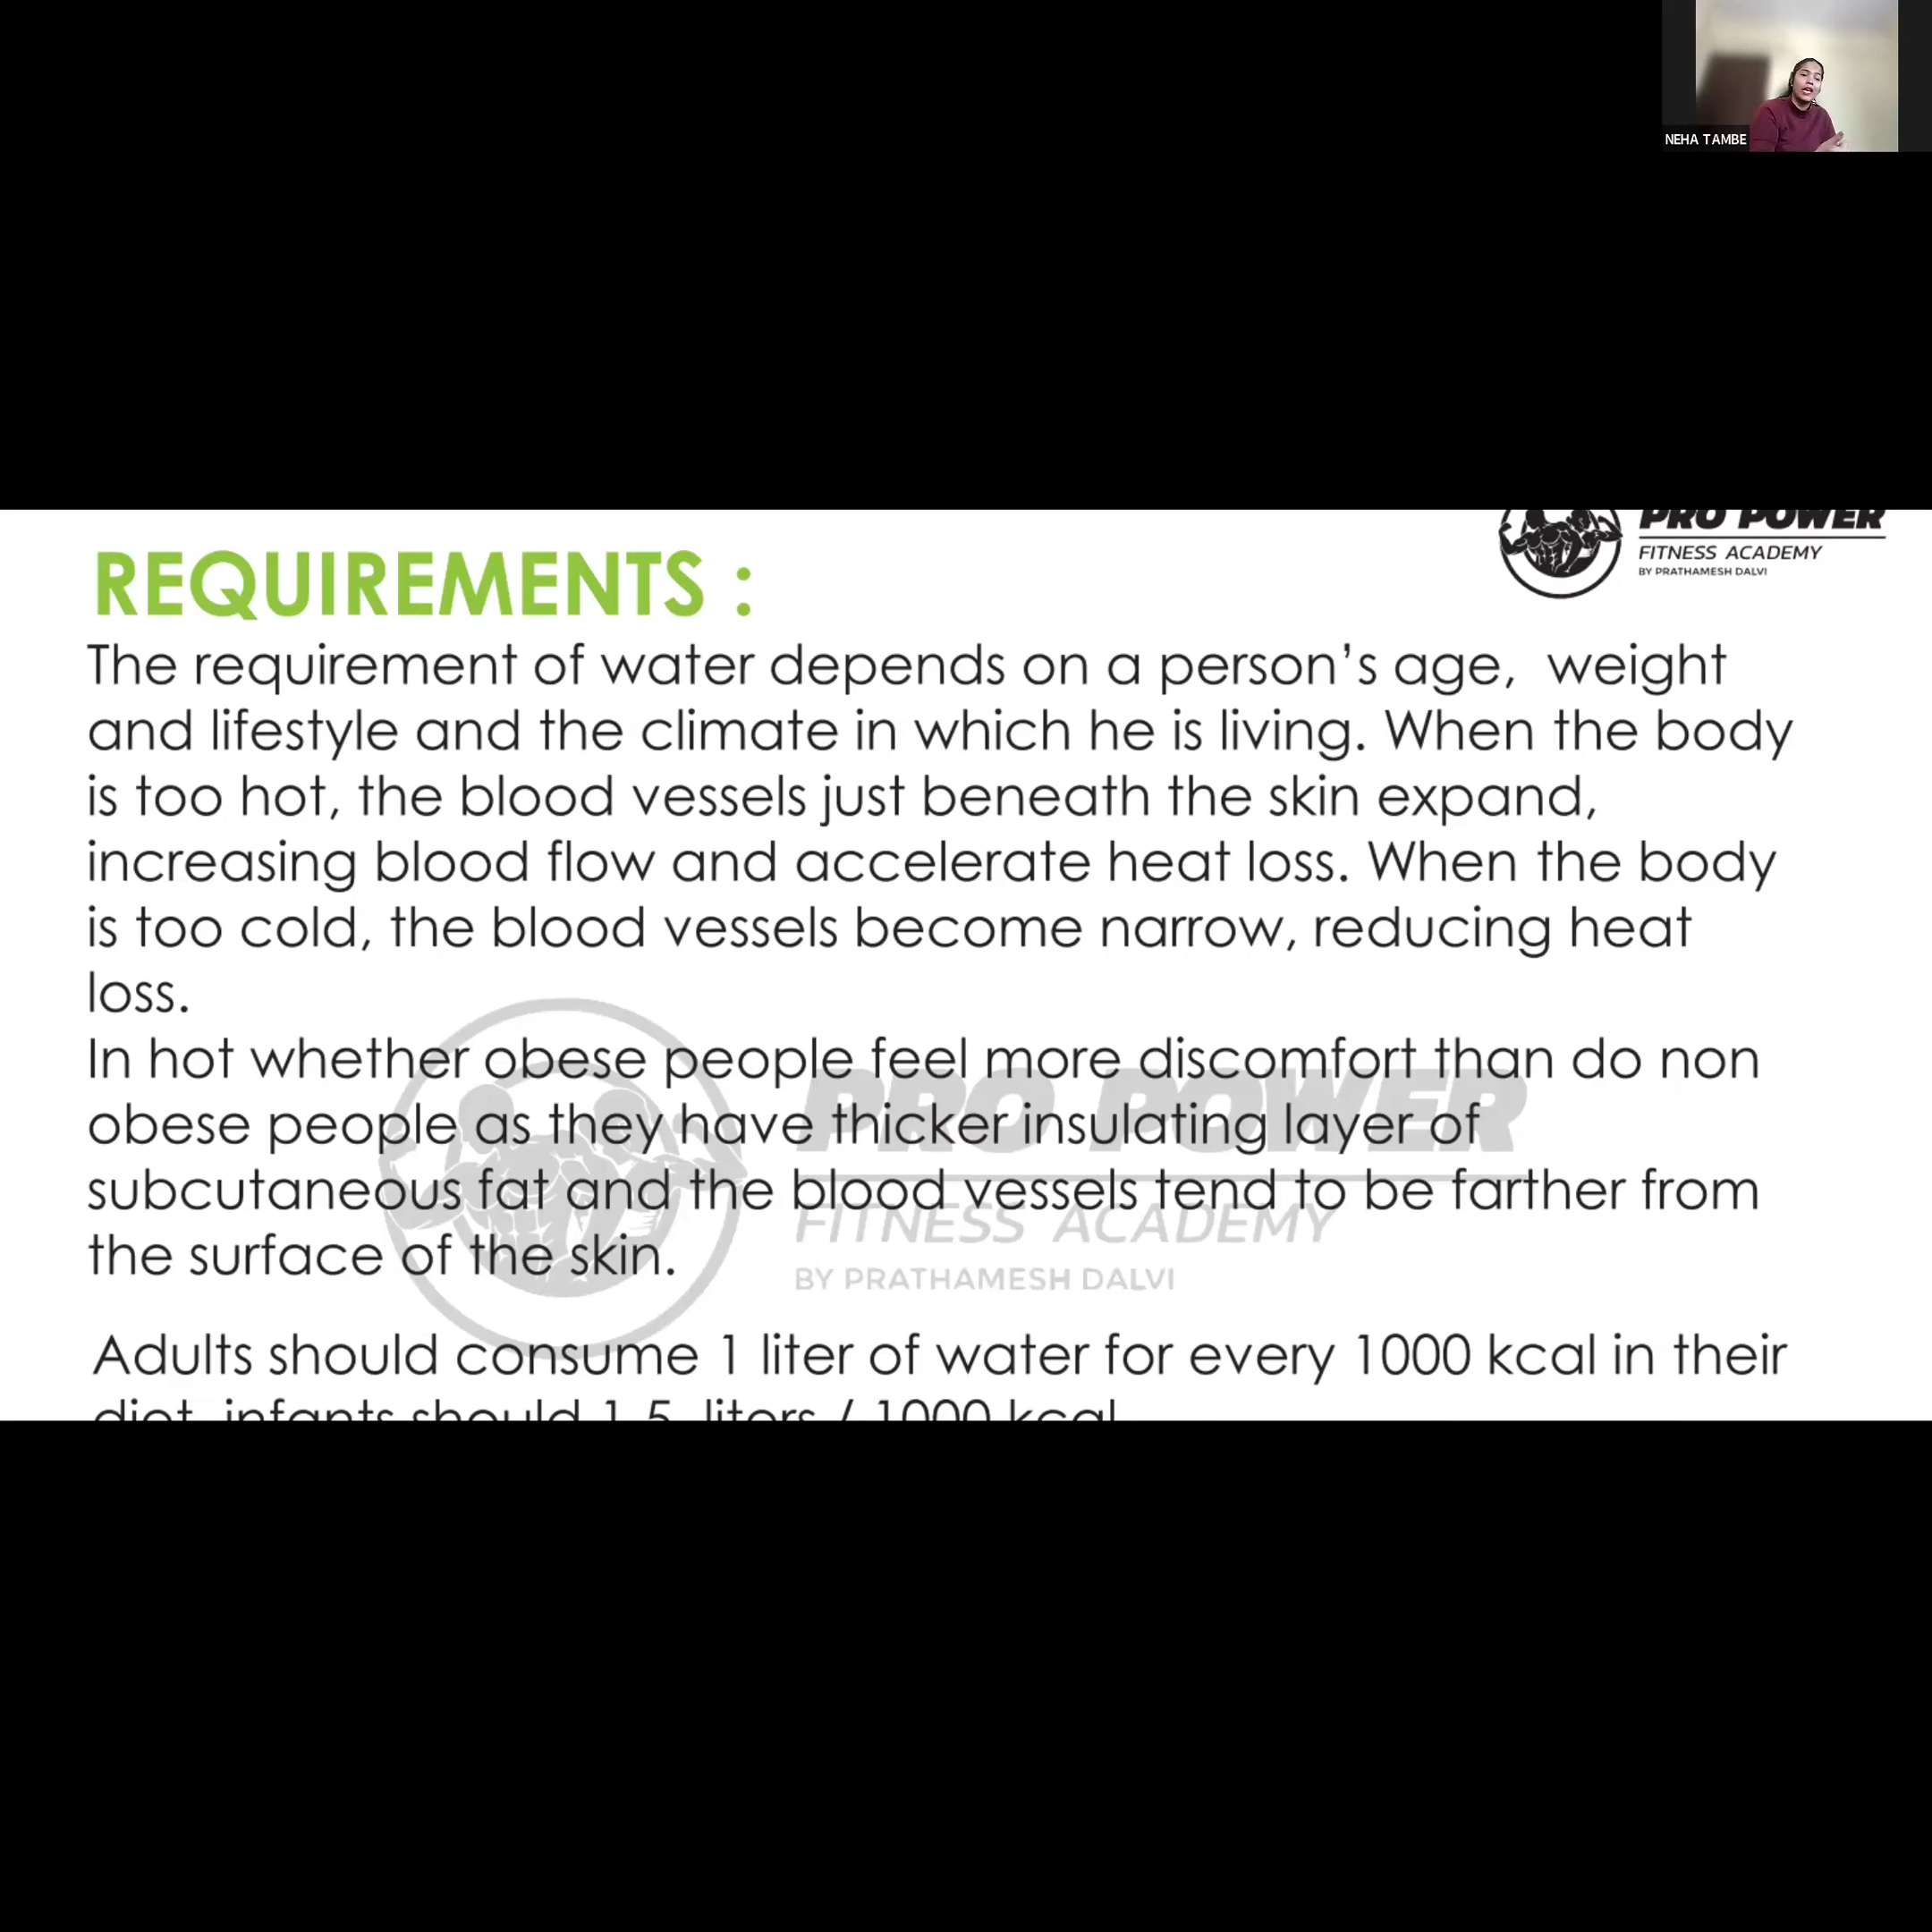 NEHA TAMBE
PRO POWER
FITNESS ACADEMY
BY PRATHAMESH DALVI
REQUIREMENTS :
The requirement of water depends on a person's age, weight
and lifestyle and the climate in which he is living. When the body
is too hot, the blood vessels just beneath the skin expand,
increasing blood flow and accelerate heat loss. When the body
is too cold, the blood vessels become narrow, reducing heat
loss.
In hot whether obese people feel more discomfort than do non
obese people as they have thicker insulating layer of
subcutaneous fat and the blood vessels tend to be farther from
the surface of the skin.
PRO POWER
FITNESS ACADEMY
BY PRATHAMESH DALVI
Adults should consume 1 liter of water for every 1000 kcal in their
diet, infants should 1.5 liters / 1000 kcal